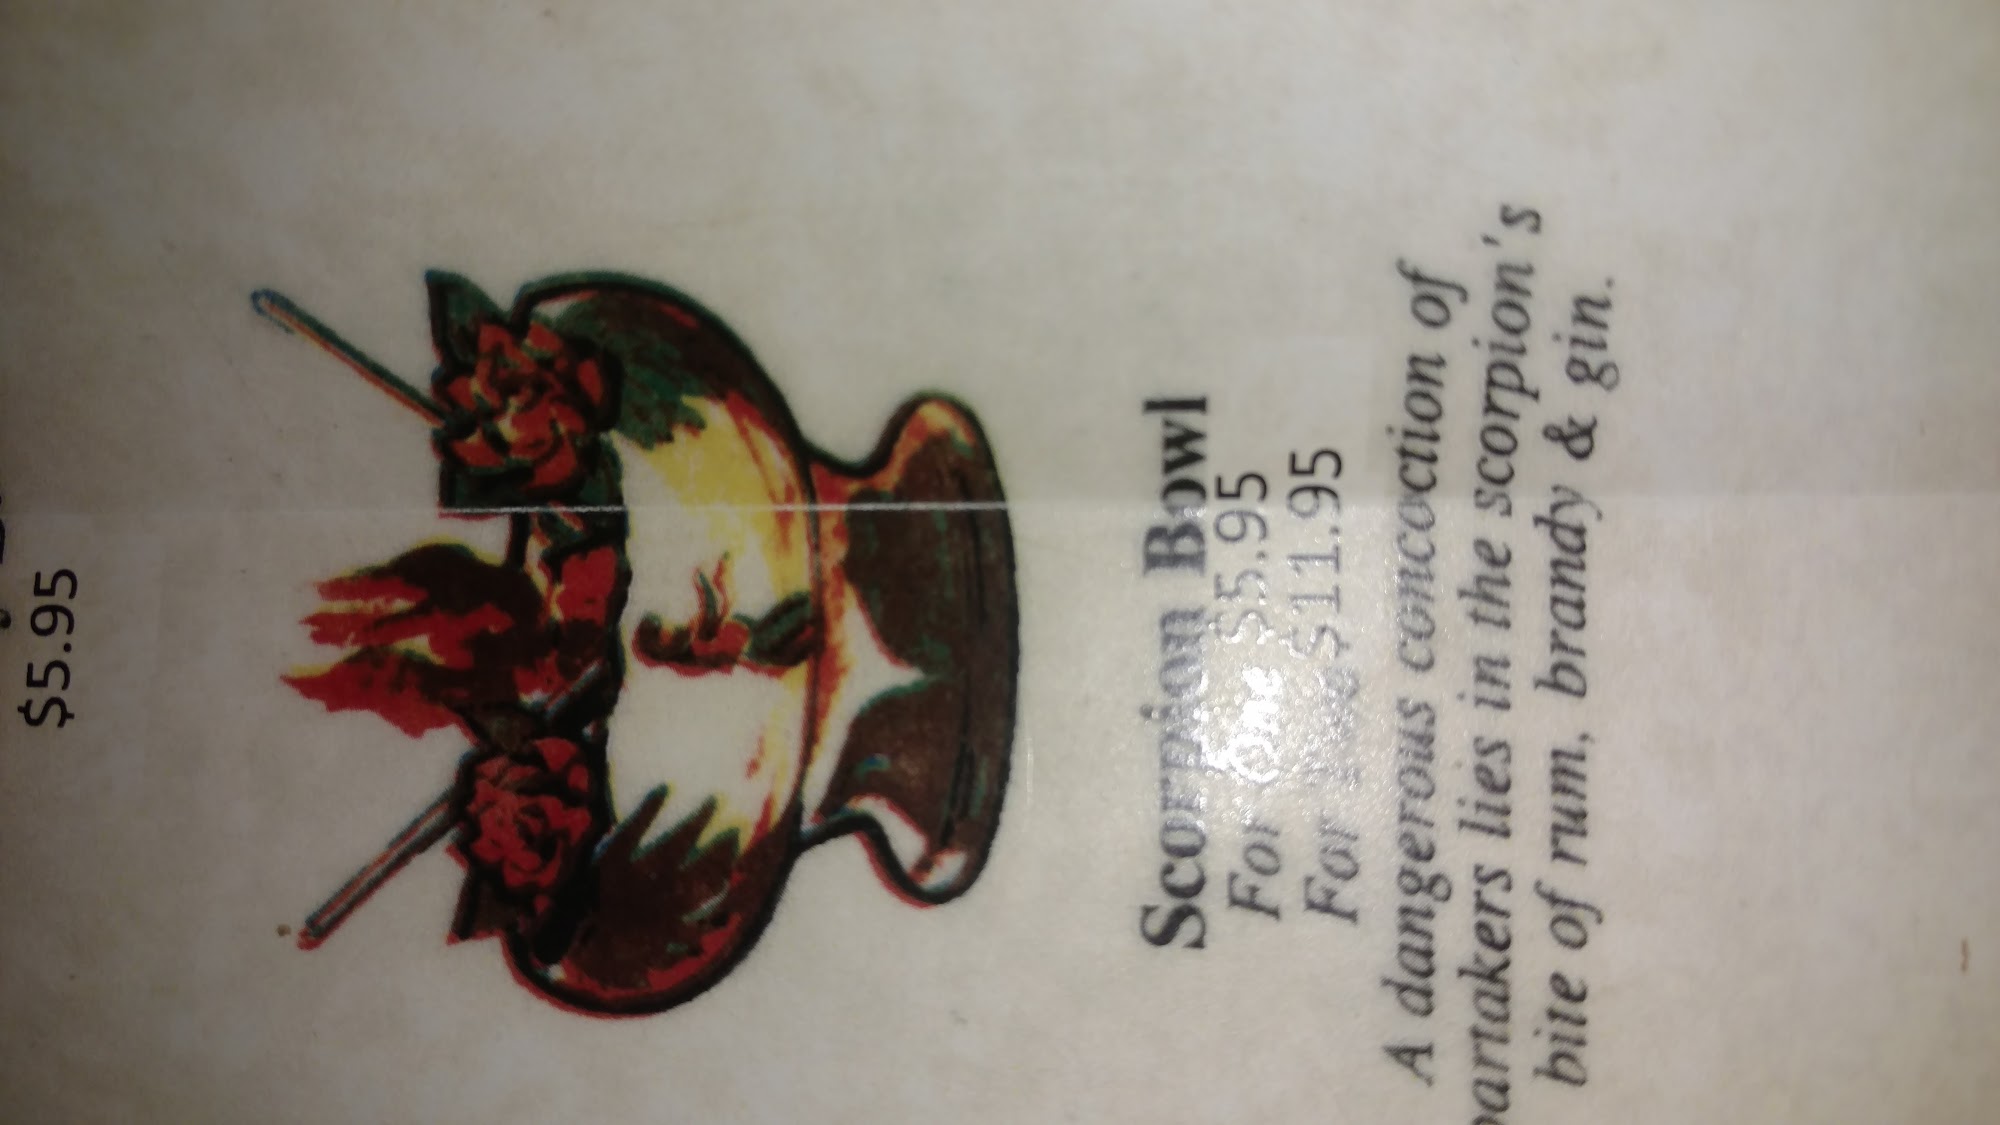 $5.95
Scorpion Bowl
For One $5.95
For $11.95
A dangerous concoction of
partakers lies in the scorpion's
bite of rum, brandy & gin.